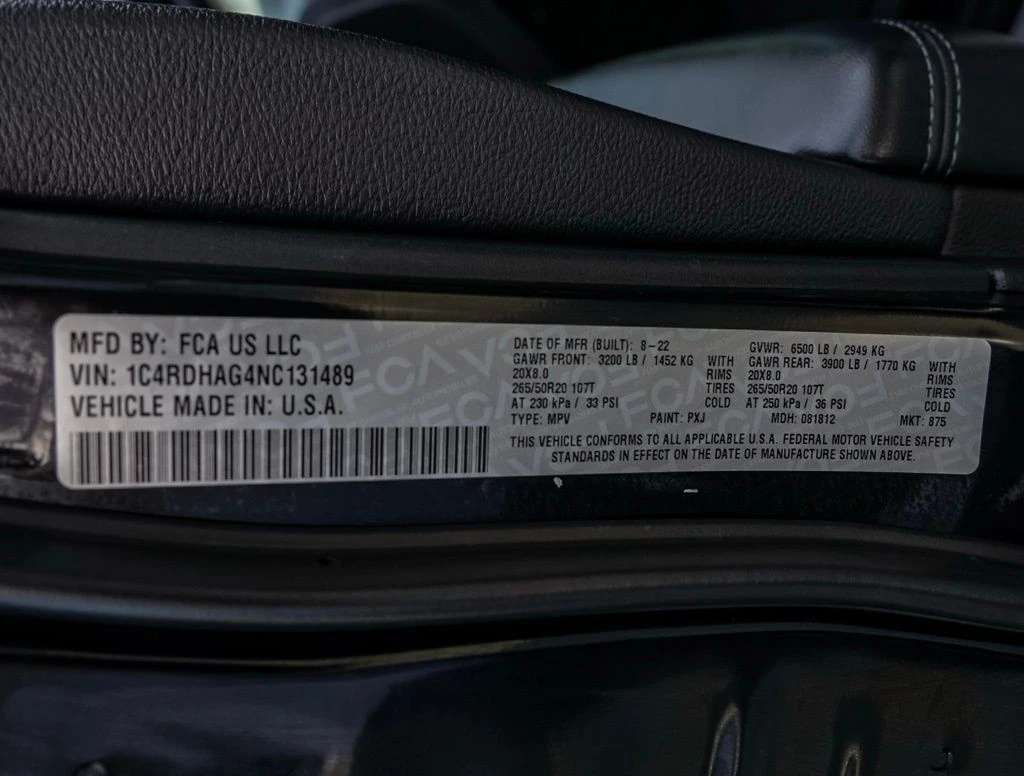 MFD BY: FCA US LLC
VIN: 1C4RDHAG4NC131489
VEHICLE MADE IN: U.S.A.
DATE OF MFR (BUILT): 8-22
GAWR FRONT: 3200 LB / 1452 KG WITH
20X8.0 RIMS
265/50R20 107T TIRES
AT 230 kPa / 33 PSI COLD
GVWR: 6500 LB / 2949 KG
GAWR REAR: 3900 LB / 1770 KG WITH
20X8.0 RIMS
265/50R20 107T TIRES
AT 250 kPa / 36 PSI COLD
TYPE: MPV PAINT: PXJ MDH: 081812 MKT: 875
THIS VEHICLE CONFORMS TO ALL APPLICABLE U.S.A. FEDERAL MOTOR VEHICLE SAFETY
STANDARDS IN EFFECT ON THE DATE OF MANUFACTURE SHOWN ABOVE.